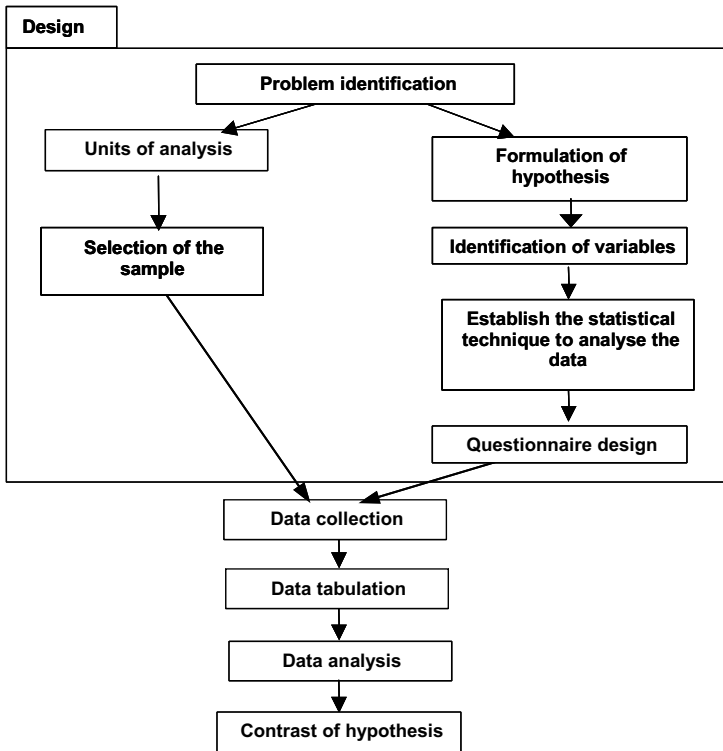 Design
Problem identification
Units of analysis
Formulation of
hypothesis
Selection of the
sample
Identification of variables
Establish the statistical
technique to analyse the
data
Questionnaire design
Data collection
Data tabulation
Data analysis
Contrast of hypothesis